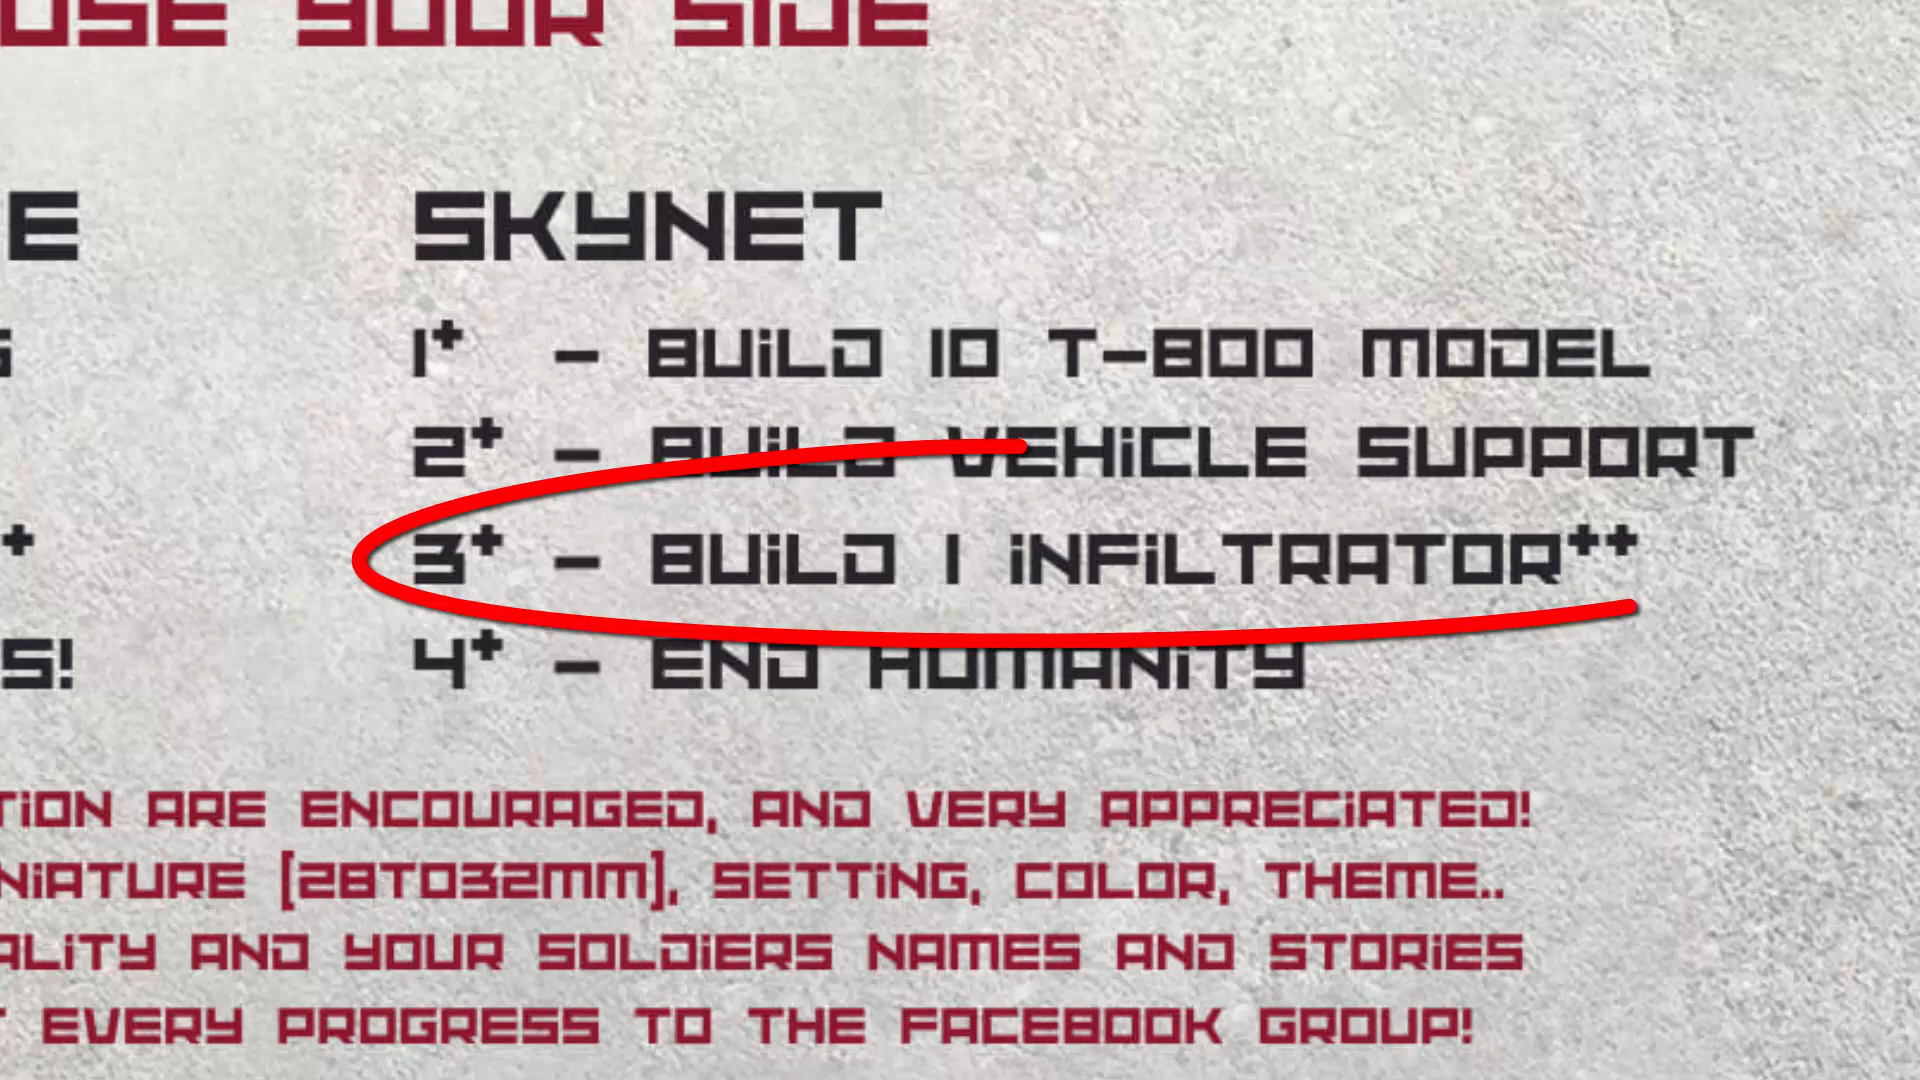 YOUR SIDE
SKYNET
1+ - BUiLD 10 T-800 MODEL
2+ - BUiLD VEHiCLE SUPPORT
3+ - BUiLD 1 iNFiLTRATOR++
4+ - END HUMANiTY
ARE ENCOURAGED, AND VERY APPRECiATED!
[28TO32MM], SETTiNG, COLOR, THEME..
AND YOUR SOLDiERS NAMES AND STORiES
EVERY PROGRESS TO THE FACEBOOK GROUP!